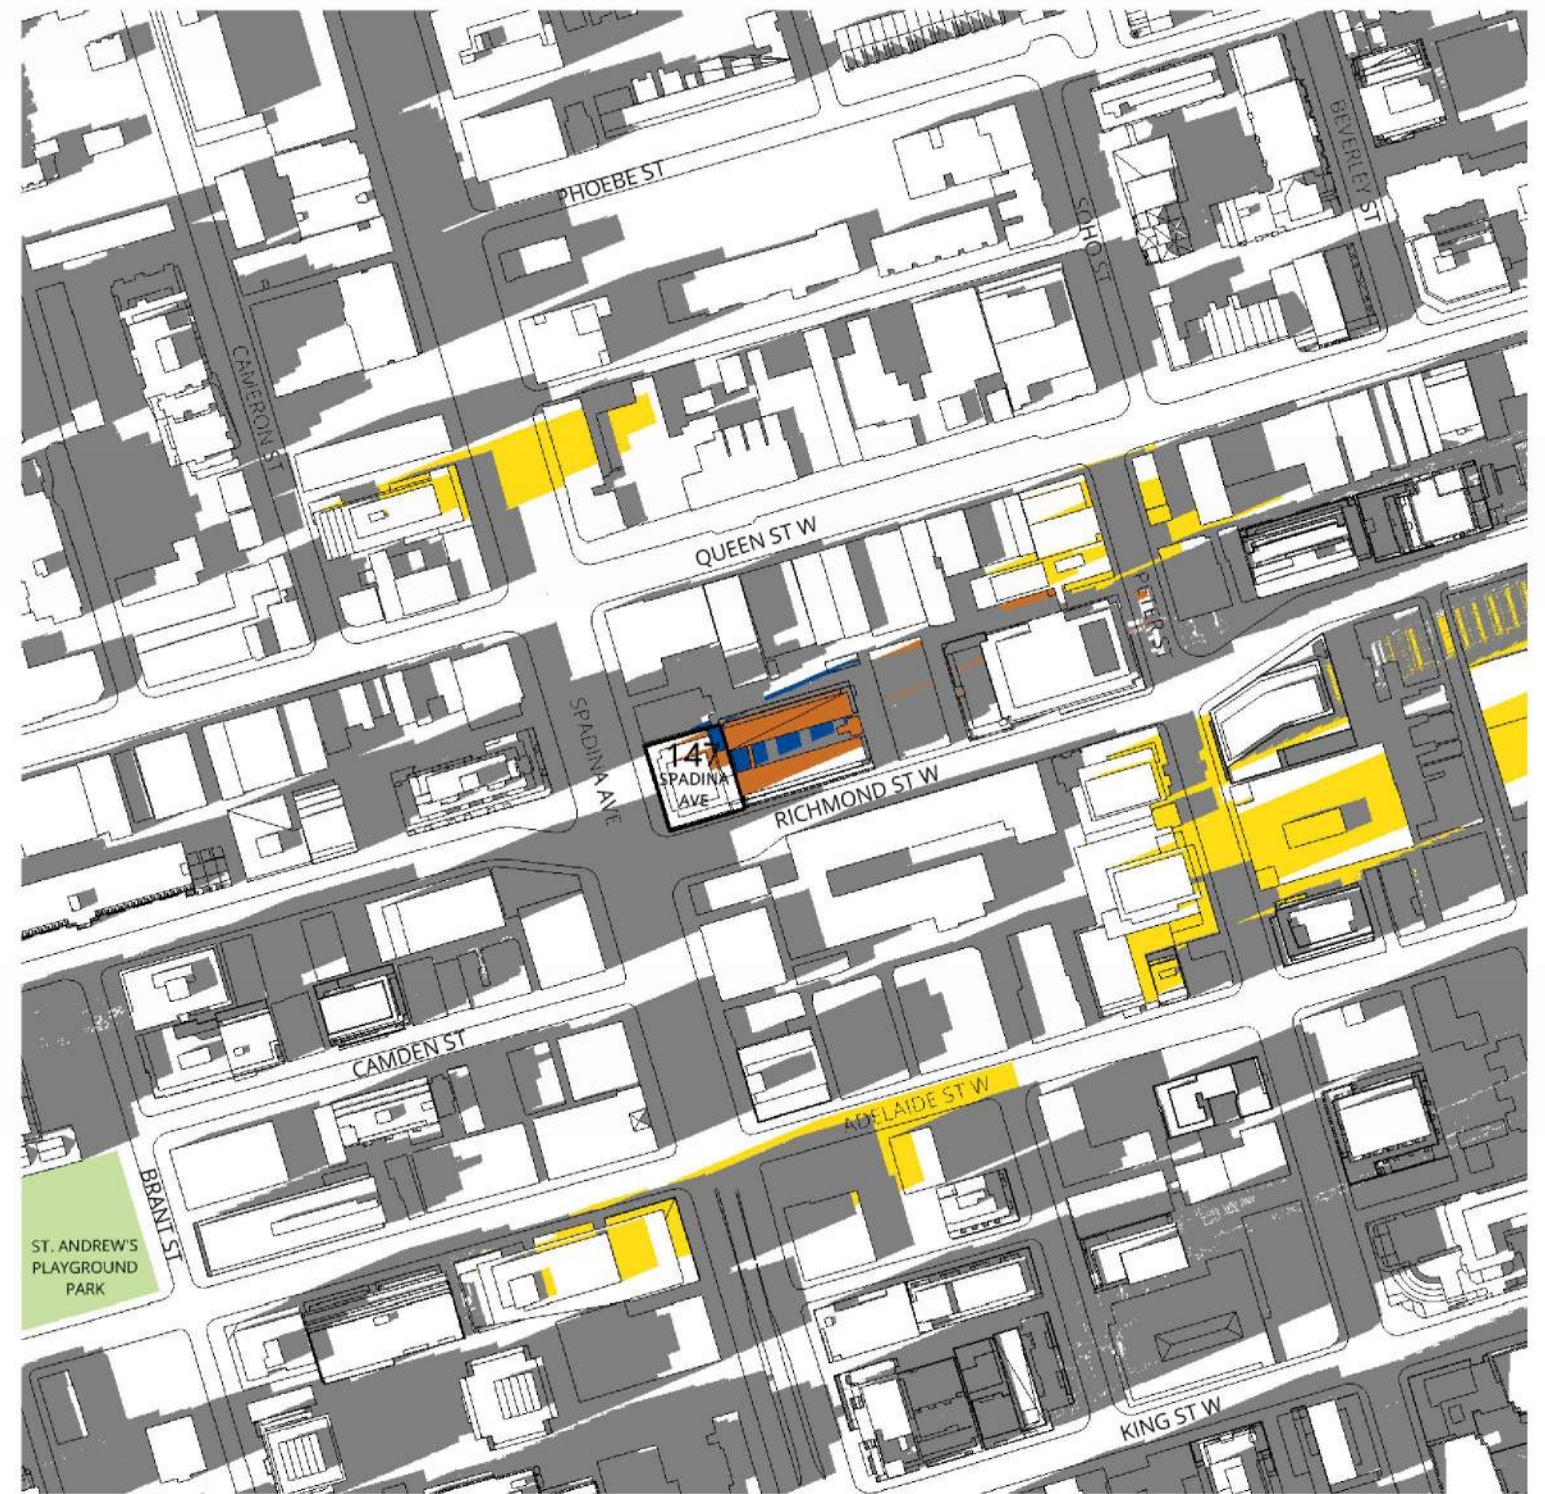 PHOEBE ST
BEVERLEY ST
SOHO ST
CAMERON ST
QUEEN ST W
SPADINA AVE
147
SPADINA
AVE
RICHMOND ST W
CAMDEN ST
ADELAIDE ST W
BRANT ST
ST. ANDREW'S
PLAYGROUND
PARK
KING ST W